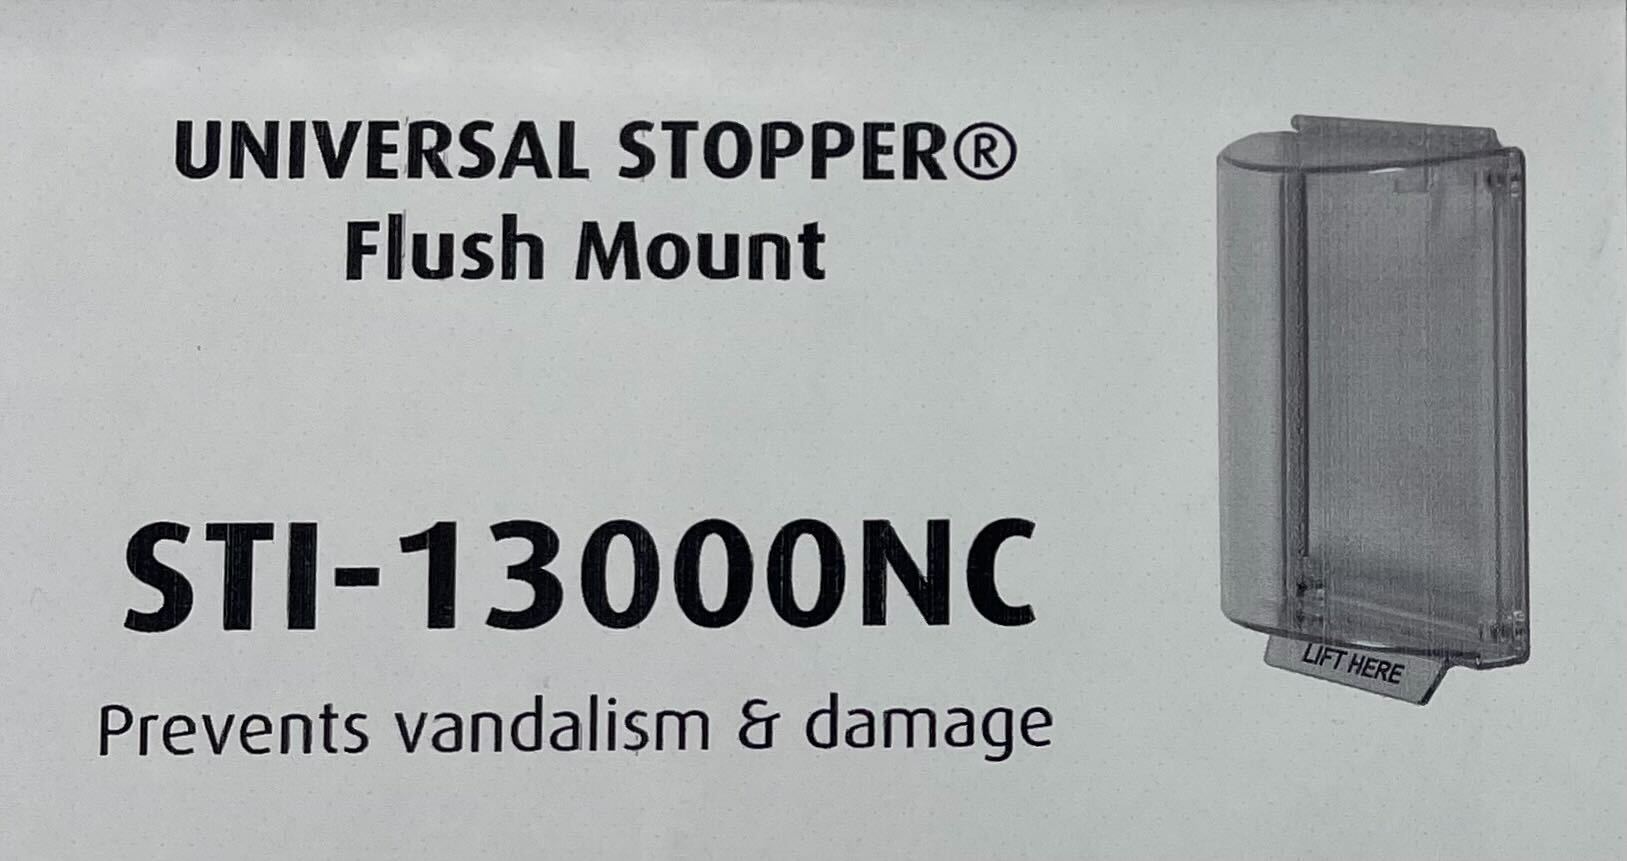 UNIVERSAL STOPPER®
Flush Mount
STI-13000NC
Prevents vandalism & damage
LIFT HERE